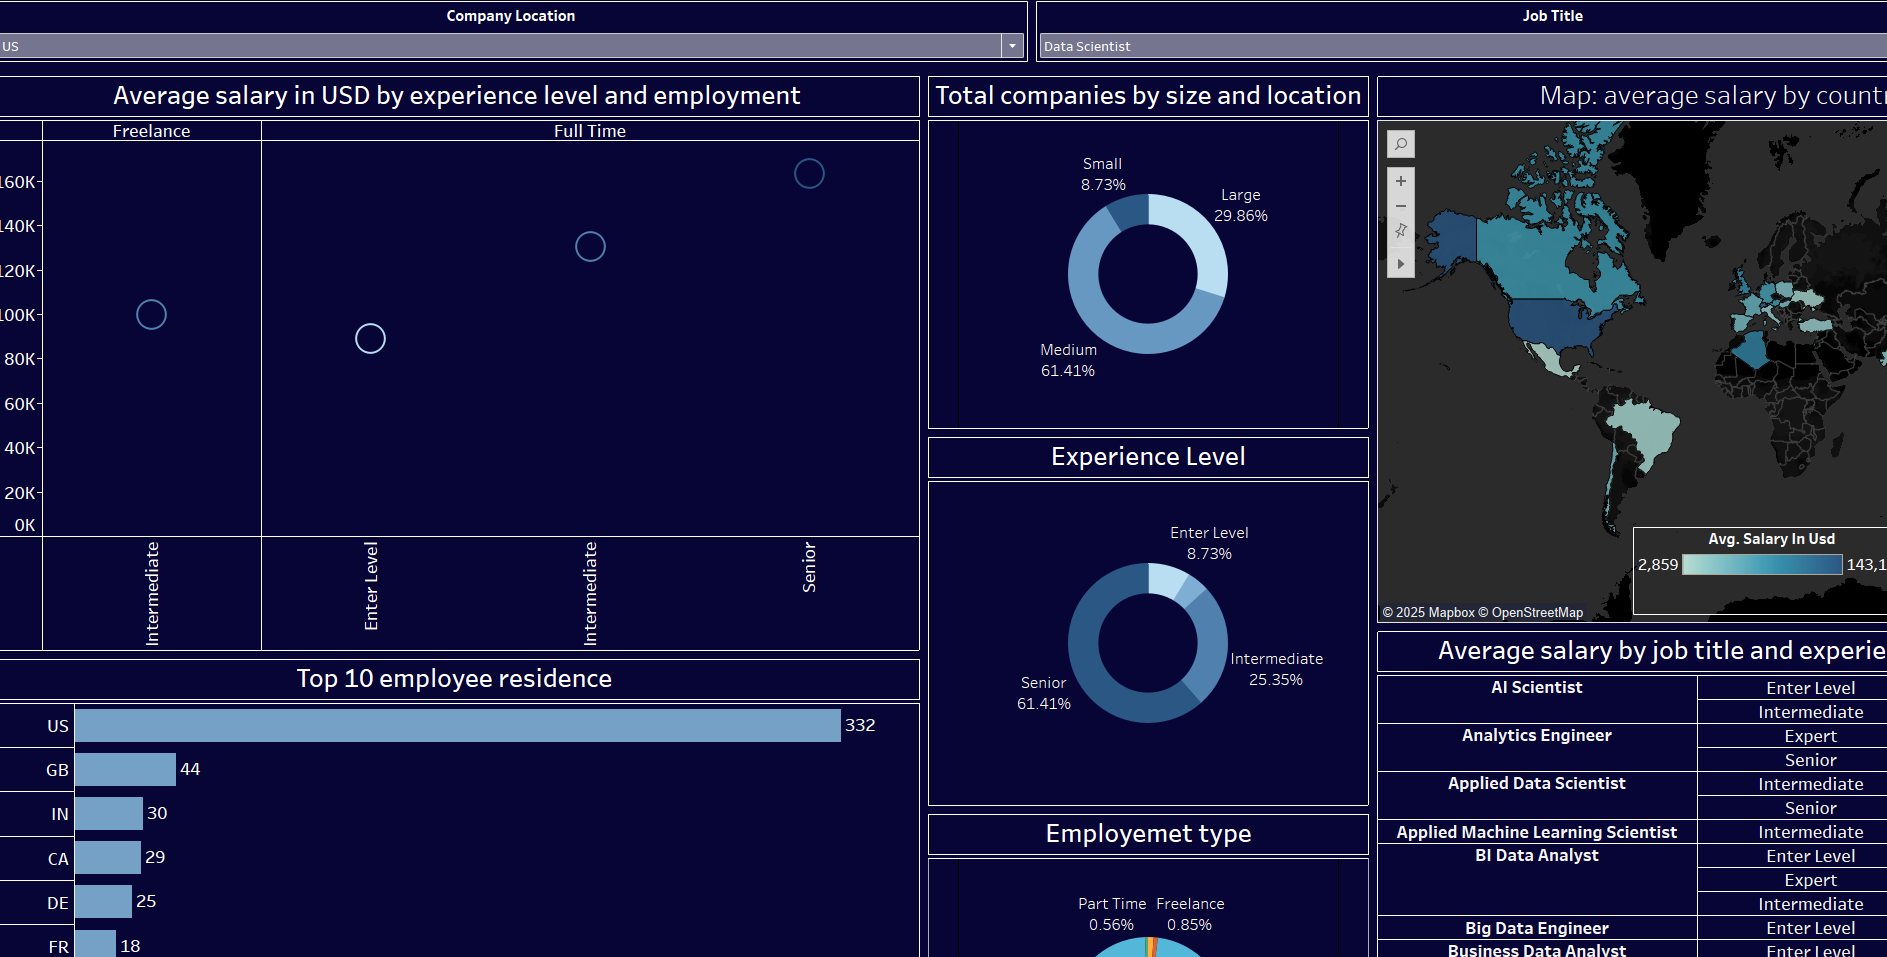 Company Location
US
Job Title
Data Scientist
Average salary in USD by experience level and employment
Freelance
Full Time
160K
140K
120K
100K
80K
60K
40K
20K
0K
Intermediate
Enter Level
Intermediate
Senior
Top 10 employee residence
US
332
GB
44
IN
30
CA
29
DE
25
FR
18
Total companies by size and location
Small
8.73%
Large
29.86%
Medium
61.41%
Experience Level
Enter Level
8.73%
Intermediate
25.35%
Senior
61.41%
Employemet type
Part Time
0.56%
Freelance
0.85%
Map: average salary by countr
Avg. Salary In Usd
2,859
143,1
© 2025 Mapbox © OpenStreetMap
Average salary by job title and experie
AI Scientist
Enter Level
Intermediate
Analytics Engineer
Expert
Senior
Applied Data Scientist
Intermediate
Senior
Applied Machine Learning Scientist
Intermediate
BI Data Analyst
Enter Level
Expert
Intermediate
Big Data Engineer
Enter Level
Business Data Analyst
Enter Level